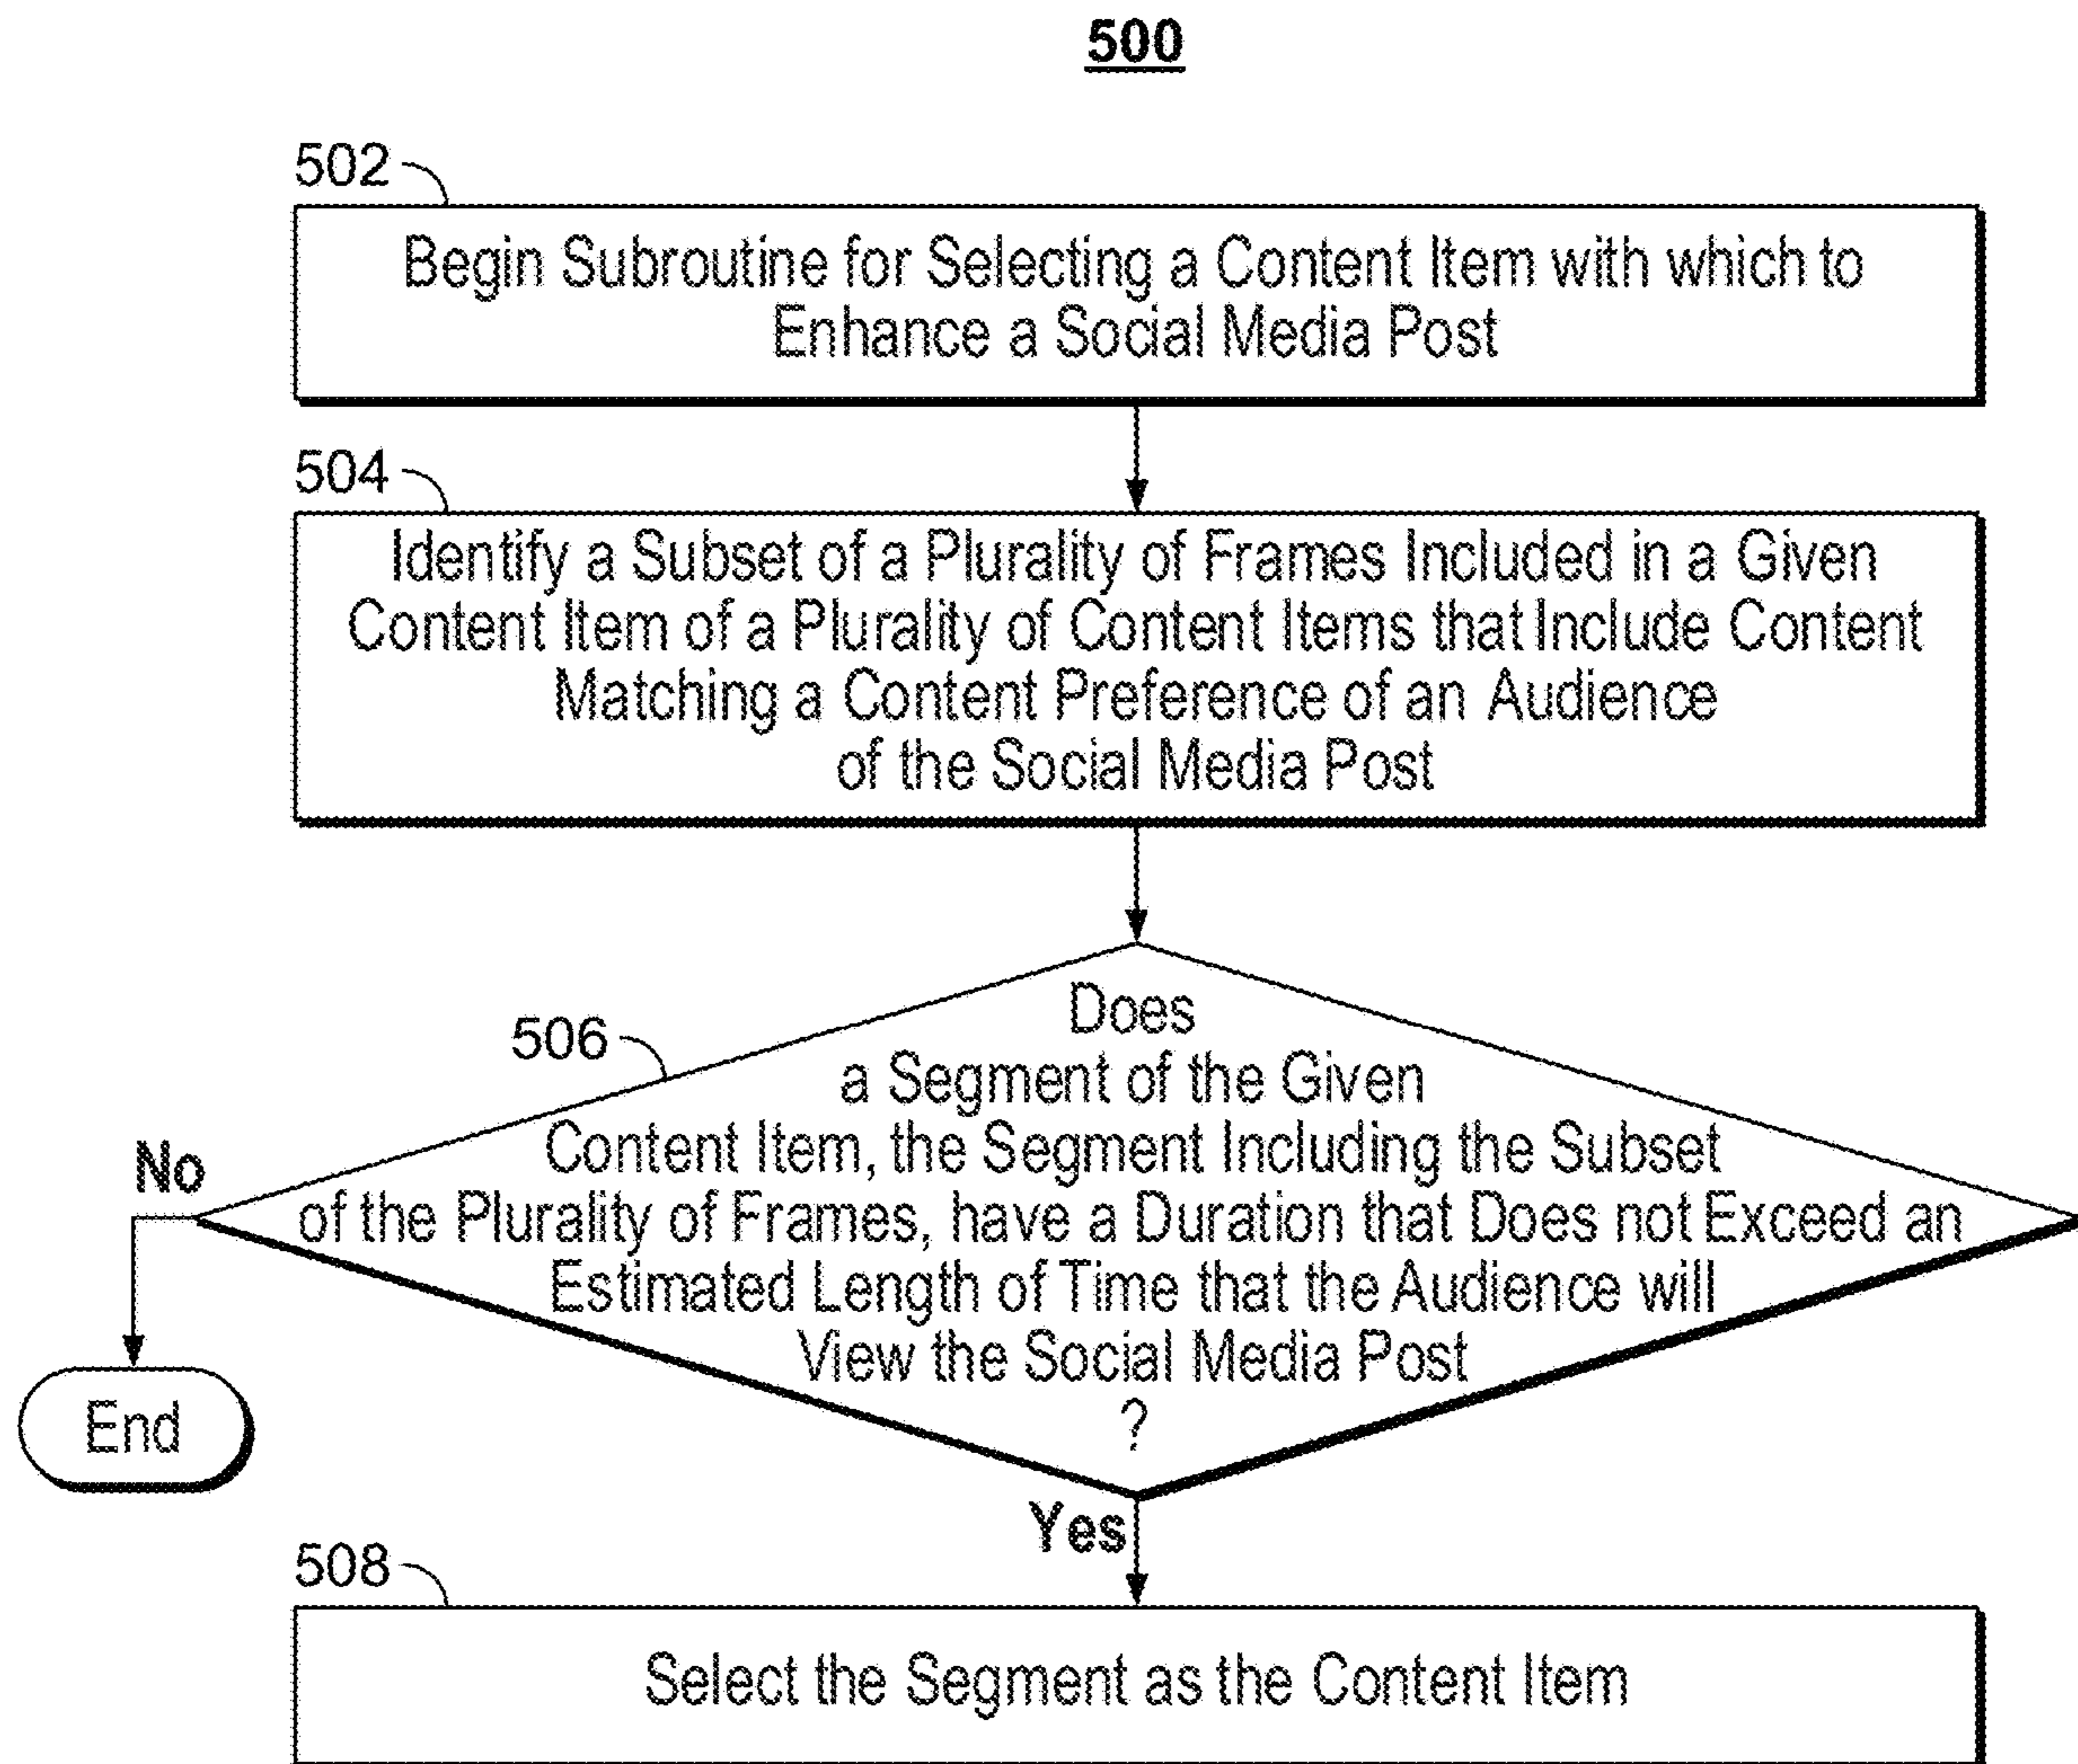 500
502
Begin Subroutine for Selecting a Content Item with which to
Enhance a Social Media Post
504
Identify a Subset of a Plurality of Frames Included in a Given
Content Item of a Plurality of Content Items that Include Content
Matching a Content Preference of an Audience
of the Social Media Post
506
Does
a Segment of the Given
Content Item, the Segment Including the Subset
of the Plurality of Frames, have a Duration that Does not Exceed an
Estimated Length of Time that the Audience will
View the Social Media Post
?
No
End
Yes
508
Select the Segment as the Content Item